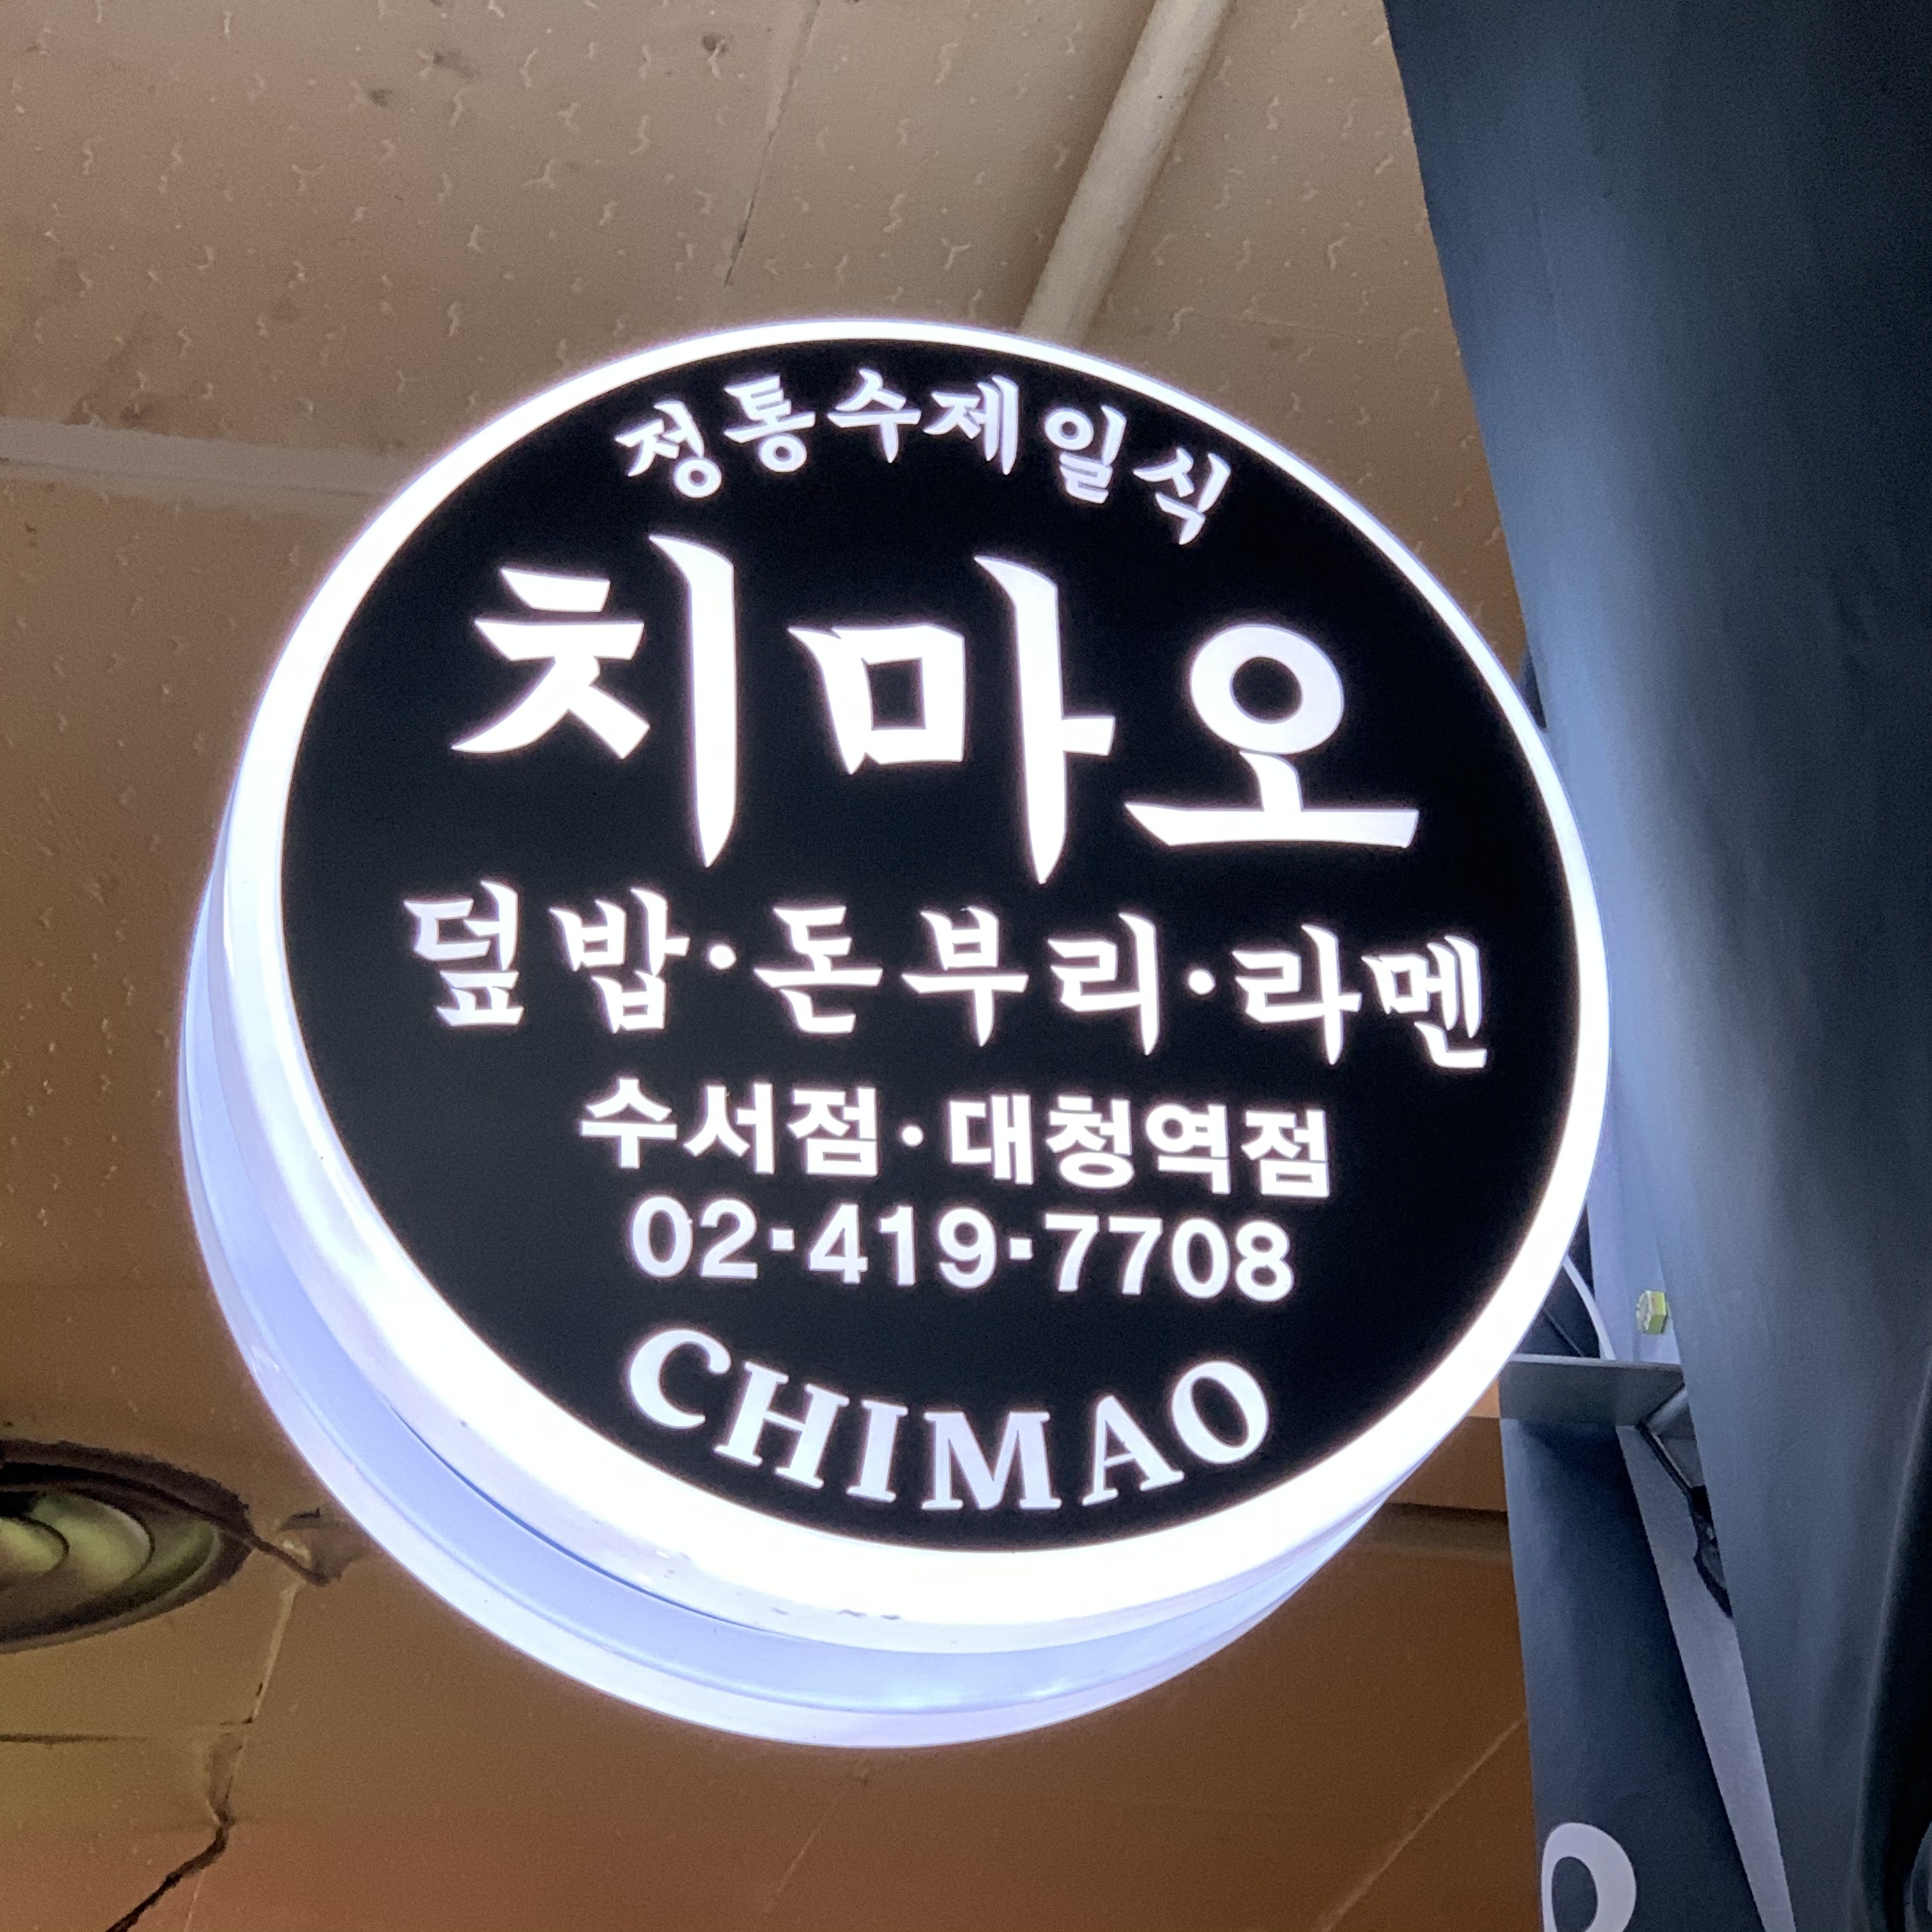 정통수제일식
치마오
덮밥·돈부리·라멘
수서점·대청역점
02-419-7708
CHIMAO